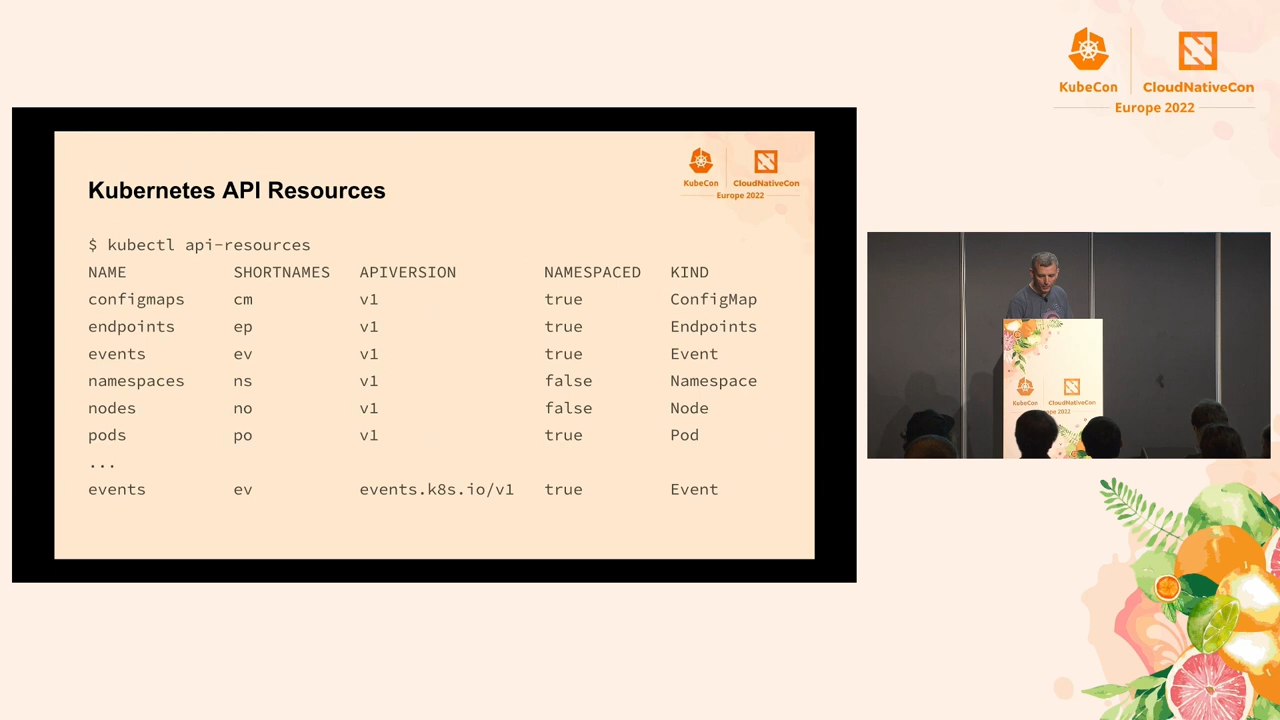 KubeCon
CloudNativeCon
Europe 2022
KubeCon
CloudNativeCon
Europe 2022
Kubernetes API Resources
$ kubectl api-resources
NAME SHORTNAMES APIVERSION NAMESPACED KIND
configmaps cm v1 true ConfigMap
endpoints ep v1 true Endpoints
events ev v1 true Event
namespaces ns v1 false Namespace
nodes no v1 false Node
pods po v1 true Pod
...
events ev events.k8s.io/v1 true Event
KubeCon
CloudNativeCon
2022